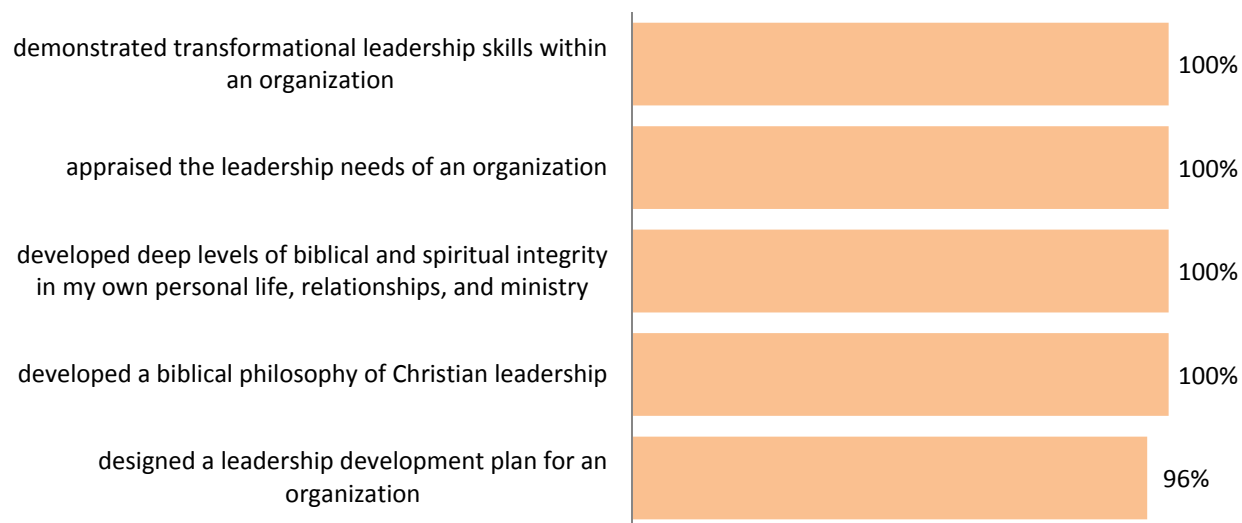 demonstrated transformational leadership skills within
an organization
100%
appraised the leadership needs of an organization
100%
developed deep levels of biblical and spiritual integrity
in my own personal life, relationships, and ministry
100%
developed a biblical philosophy of Christian leadership
100%
designed a leadership development plan for an
organization
96%